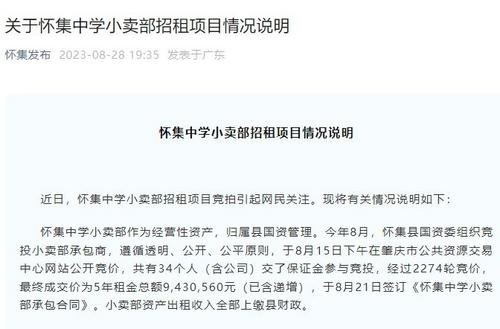 关于怀集中学小卖部招租项目情况说明
怀集发布 2023-08-28 19:35 发表于广东
怀集中学小卖部招租项目情况说明
近日，怀集中学小卖部招租项目竞拍引起网民关注。现将有关情况说明如下：
怀集中学小卖部作为经营性资产，归属县国资管理。今年8月，怀集县国资委组织竞
投小卖部承包商，遵循透明、公开、公平原则，于8月15日下午在肇庆市公共资源交易
中心网站公开竞价，共有34个人（含公司）交了保证金参与竞投，经过2274轮竞价，
最终成交价为5年租金总额9,430,560元（已含递增），于8月21日签订《怀集中学小卖
部承包合同》。小卖部资产出租收入全部上缴县财政。